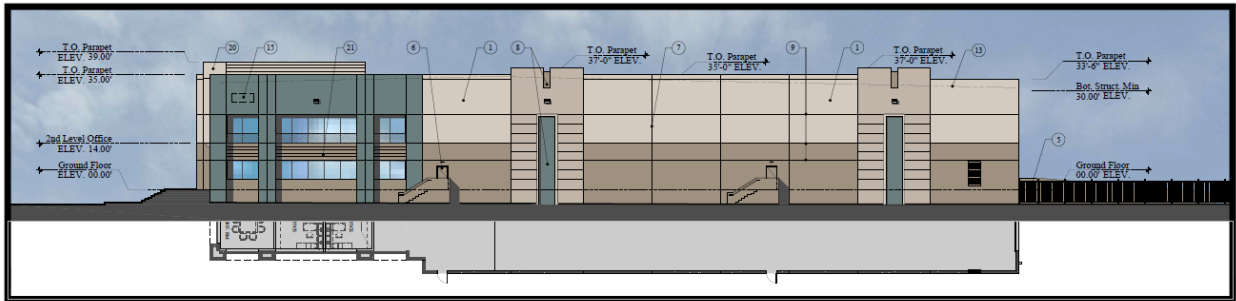 T.O. Parapet
ELEV. 39.00'
T.O. Parapet
ELEV. 35.00'
2nd Level Office
ELEV. 14.00'
Ground Floor
ELEV. 00.00'
20
15
21
6
1
8
T.O. Parapet
37'-0" ELEV.
7
T.O. Parapet
35'-0" ELEV.
9
1
T.O. Parapet
37'-0" ELEV.
13
T.O. Parapet
33'-6" ELEV.
Bot. Struct. Min
30.00' ELEV.
5
Ground Floor
00.00' ELEV.